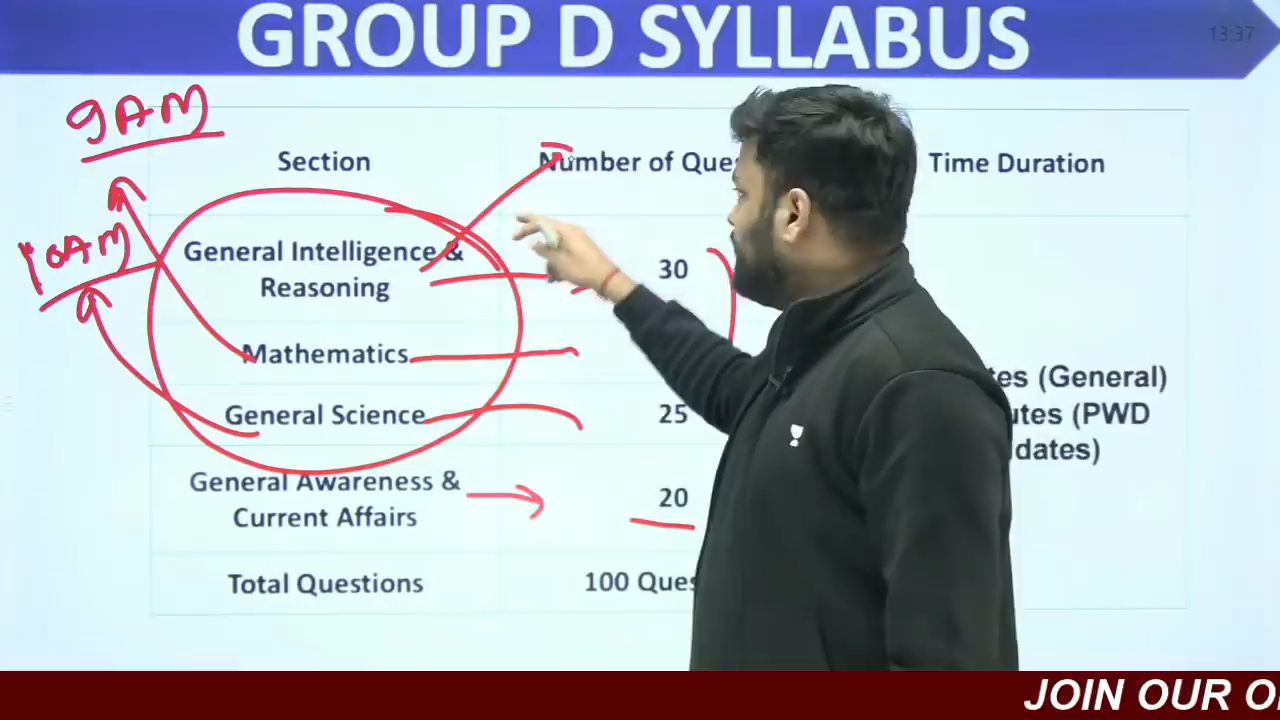 GROUP D SYLLABUS
13:37
9AM
Section
Number of Que
Time Duration
10AM
General Intelligence &
Reasoning
30
Mathematics
General Science
25
General Awareness &
Current Affairs
20
tes (General)
utes (PWD
dates)
Total Questions
100 Ques
JOIN OUR O